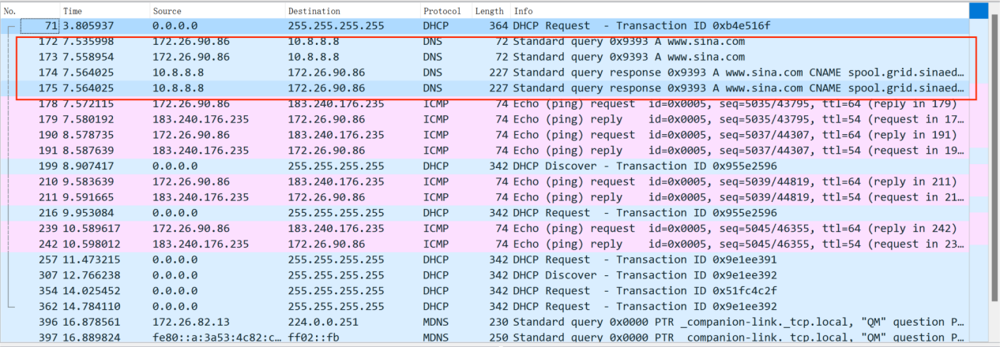 No. Time Source Destination Protocol Length Info
71 3.805937 0.0.0.0 255.255.255.255 DHCP 364 DHCP Request - Transaction ID 0xb4e516f
172 7.535998 172.26.90.86 10.8.8.8 DNS 72 Standard query 0x9393 A www.sina.com
173 7.558954 172.26.90.86 10.8.8.8 DNS 72 Standard query 0x9393 A www.sina.com
174 7.564025 10.8.8.8 172.26.90.86 DNS 227 Standard query response 0x9393 A www.sina.com CNAME spool.grid.sinaed…
175 7.564025 10.8.8.8 172.26.90.86 DNS 227 Standard query response 0x9393 A www.sina.com CNAME spool.grid.sinaed…
178 7.572115 172.26.90.86 183.240.176.235 ICMP 74 Echo (ping) request id=0x0005, seq=5035/43795, ttl=64 (reply in 179)
179 7.580192 183.240.176.235 172.26.90.86 ICMP 74 Echo (ping) reply id=0x0005, seq=5035/43795, ttl=54 (request in 17…
190 8.578735 172.26.90.86 183.240.176.235 ICMP 74 Echo (ping) request id=0x0005, seq=5037/44307, ttl=64 (reply in 191)
191 8.587639 183.240.176.235 172.26.90.86 ICMP 74 Echo (ping) reply id=0x0005, seq=5037/44307, ttl=54 (request in 19…
199 8.907417 0.0.0.0 255.255.255.255 DHCP 342 DHCP Discover - Transaction ID 0x955e2596
210 9.583639 172.26.90.86 183.240.176.235 ICMP 74 Echo (ping) request id=0x0005, seq=5039/44819, ttl=64 (reply in 211)
211 9.591665 183.240.176.235 172.26.90.86 ICMP 74 Echo (ping) reply id=0x0005, seq=5039/44819, ttl=54 (request in 21…
216 9.953084 0.0.0.0 255.255.255.255 DHCP 342 DHCP Request - Transaction ID 0x955e2596
239 10.589617 172.26.90.86 183.240.176.235 ICMP 74 Echo (ping) request id=0x0005, seq=5045/46355, ttl=64 (reply in 242)
242 10.598012 183.240.176.235 172.26.90.86 ICMP 74 Echo (ping) reply id=0x0005, seq=5045/46355, ttl=54 (request in 23…
257 11.473215 0.0.0.0 255.255.255.255 DHCP 342 DHCP Request - Transaction ID 0x9e1ee391
307 12.766238 0.0.0.0 255.255.255.255 DHCP 342 DHCP Discover - Transaction ID 0x9e1ee392
354 14.025452 0.0.0.0 255.255.255.255 DHCP 342 DHCP Request - Transaction ID 0x51fc4c2f
362 14.784110 0.0.0.0 255.255.255.255 DHCP 342 DHCP Request - Transaction ID 0x9e1ee392
396 16.878561 172.26.82.13 224.0.0.251 MDNS 230 Standard query 0x0000 PTR _companion-link._tcp.local, "QM" question P…
397 16.889824 fe80::a:3a53:4c82:c… ff02::fb MDNS 250 Standard query 0x0000 PTR _companion-link._tcp.local, "QM" question P…